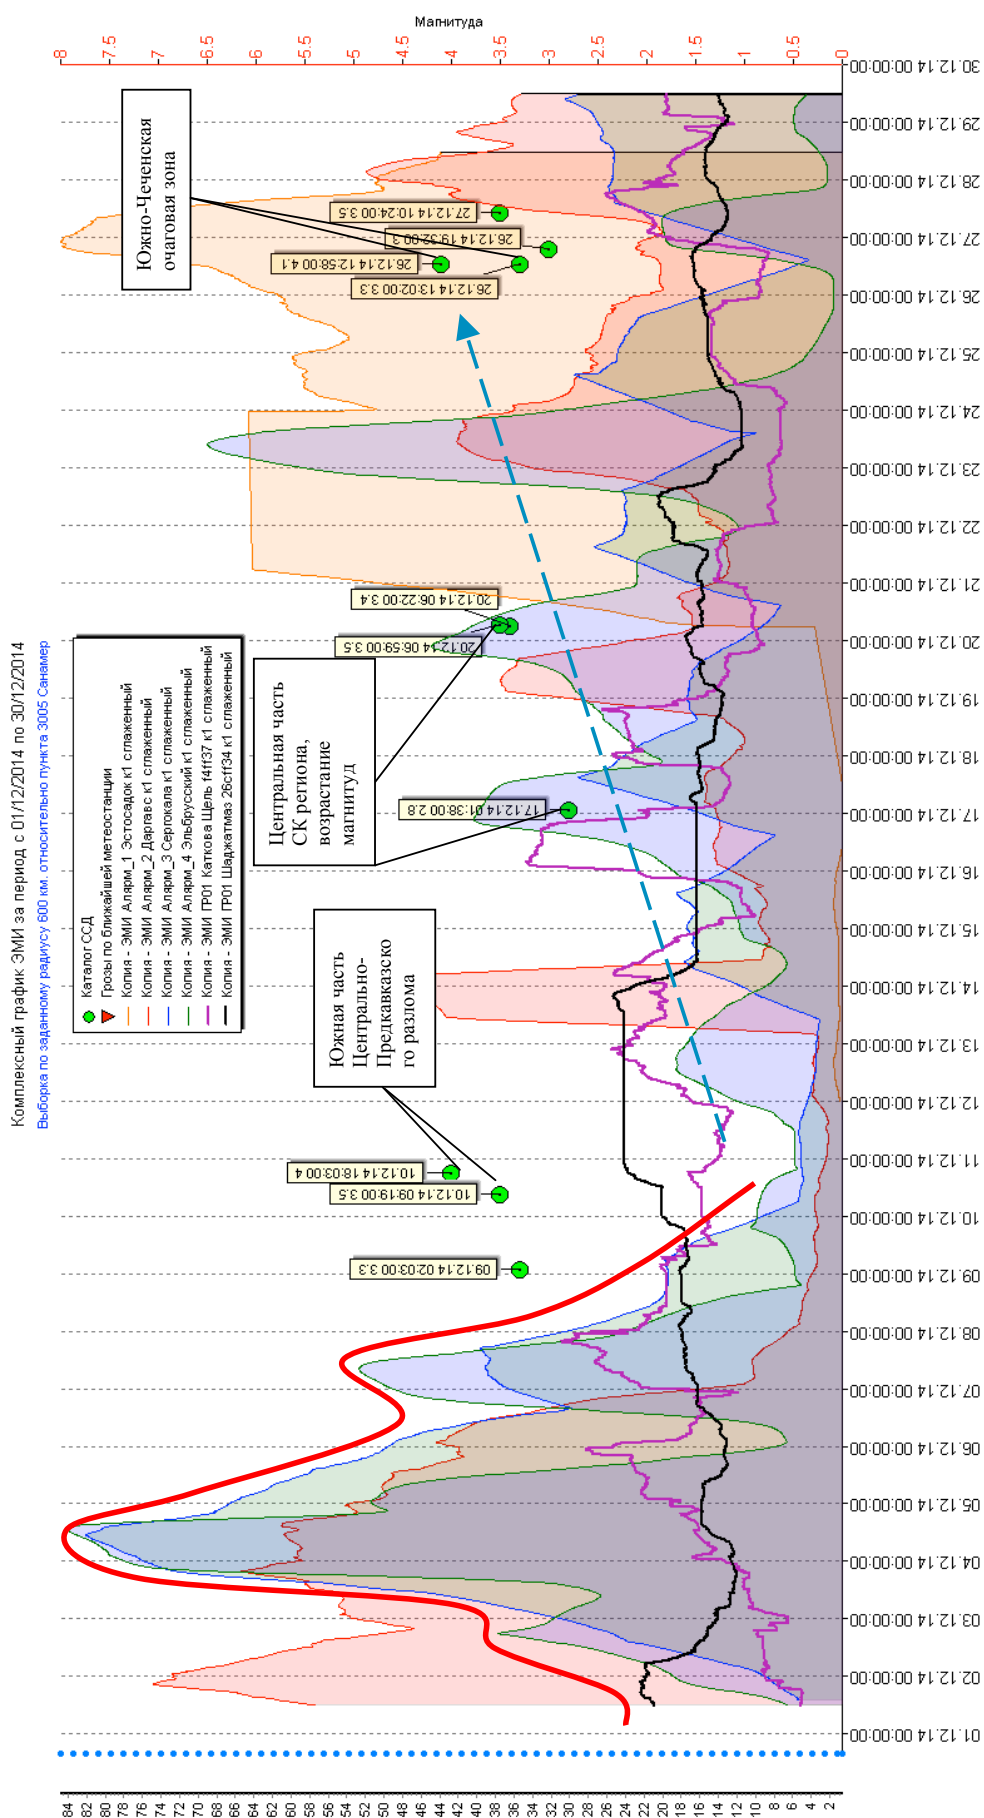 Комплексный график ЭМИ за период с 01/12/2014 по 30/12/2014
Выборка по заданному радиусу 600 км. относительно пункта 3005 Санамер
Каталог ССД
Грозы по ближайшей метеостанции
Копия - ЭМИ Алярм_1 Эстосадок к1 сглаженный
Копия - ЭМИ Алярм_2 Даргавс к1 сглаженный
Копия - ЭМИ Алярм_3 Сергокала к1 сглаженный
Копия - ЭМИ Алярм_4 Эльбрусский к1 сглаженный
Копия - ЭМИ ГР01 Каткова Щель f4ff37 к1 сглаженный
Копия - ЭМИ ГР01 Шаджатмаз 26cff34 к1 сглаженный
Южная часть
Центрально-
Предкавказско
го разлома
Центральная часть
СК региона,
возрастание
магнитуд
Южно-Чеченская
очаговая зона
09.12.14 02:03:00 3.3
10.12.14 09:19:00 3.5
10.12.14 18:03:00 4
17.12.14 01:38:00 2.8
20.12.14 06:59:00 3.5
20.12.14 06:22:00 3.4
26.12.14 13:02:00 3.3
26.12.14 12:58:00 4.1
26.12.14 19:32:00 3
27.12.14 10:24:00 3.5
84
82
80
78
76
74
72
70
68
66
64
62
60
58
56
54
52
50
48
46
44
42
40
38
36
34
32
30
28
26
24
22
20
18
16
14
12
10
8
6
4
2
Магнитуда
8
7.5
7
6.5
6
5.5
5
4.5
4
3.5
3
2.5
2
1.5
1
0.5
0
01.12.14 00:00:00
02.12.14 00:00:00
03.12.14 00:00:00
04.12.14 00:00:00
05.12.14 00:00:00
06.12.14 00:00:00
07.12.14 00:00:00
08.12.14 00:00:00
09.12.14 00:00:00
10.12.14 00:00:00
11.12.14 00:00:00
12.12.14 00:00:00
13.12.14 00:00:00
14.12.14 00:00:00
15.12.14 00:00:00
16.12.14 00:00:00
17.12.14 00:00:00
18.12.14 00:00:00
19.12.14 00:00:00
20.12.14 00:00:00
21.12.14 00:00:00
22.12.14 00:00:00
23.12.14 00:00:00
24.12.14 00:00:00
25.12.14 00:00:00
26.12.14 00:00:00
27.12.14 00:00:00
28.12.14 00:00:00
29.12.14 00:00:00
30.12.14 00:00:00